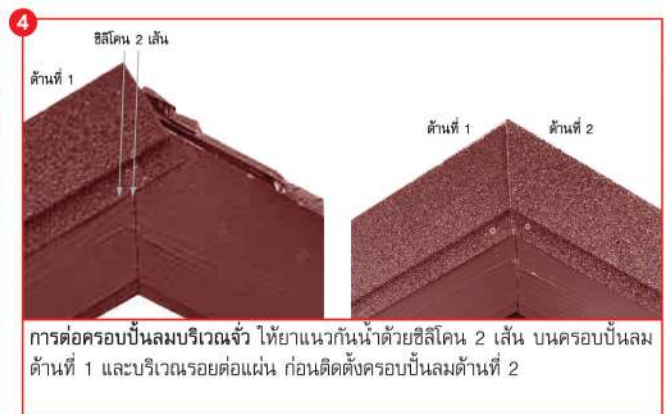 4
ซิลิโคน 2 เส้น
ด้านที่ 1
ด้านที่ 1
ด้านที่ 2
การต่อครอบปั้นลมบริเวณจั่ว ให้ยาแนวกันน้ำด้วยซิลิโคน 2 เส้น บนครอบปั้นลม
ด้านที่ 1 และบริเวณรอยต่อแผ่น ก่อนติดตั้งครอบปั้นลมด้านที่ 2